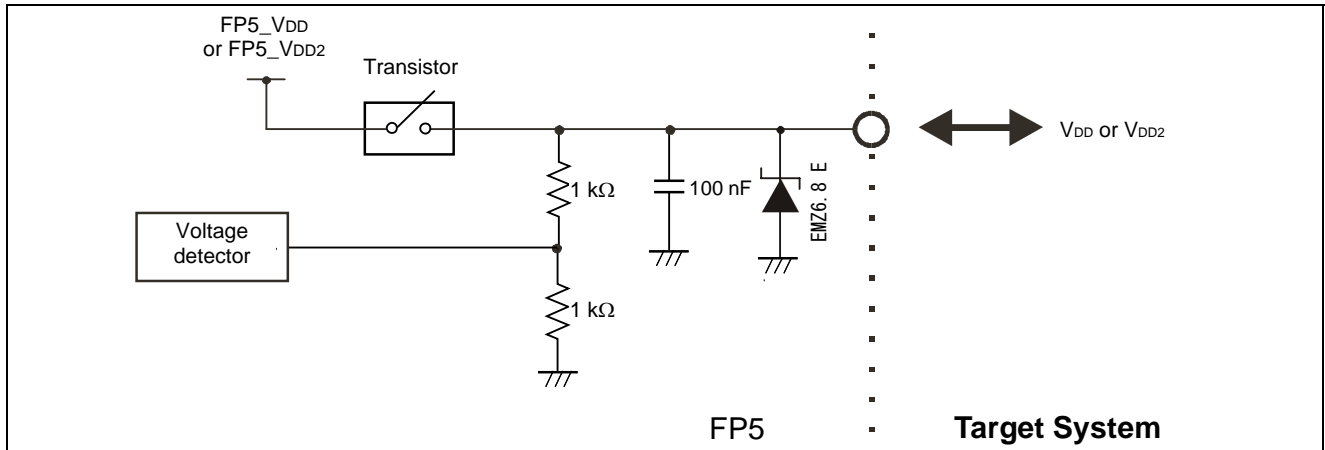 FP5_VDD
or FP5_VDD2
Transistor
VDD or VDD2
1 kΩ
100 nF
EMZ6.8 E
Voltage
detector
1 kΩ
FP5
Target System